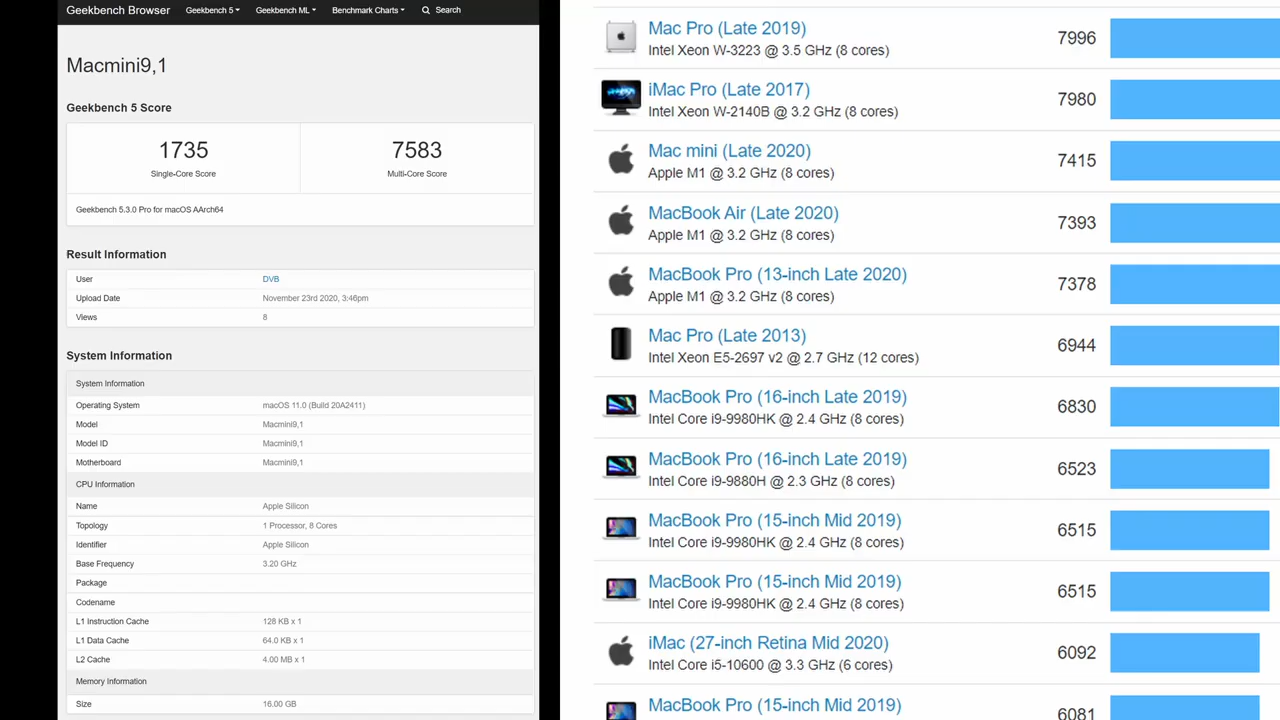 Geekbench Browser Geekbench 5 Geekbench ML Benchmark Charts Search
Macmini9,1
Geekbench 5 Score
1735 7583
Single-Core Score Multi-Core Score
Geekbench 5.3.0 Pro for macOS AArch64
Result Information
User DVB
Upload Date November 23rd 2020, 3:46pm
Views 8
System Information
System Information
Operating System macOS 11.0 (Build 20A2411)
Model Macmini9,1
Model ID Macmini9,1
Motherboard Macmini9,1
CPU Information
Name Apple Silicon
Topology 1 Processor, 8 Cores
Identifier Apple Silicon
Base Frequency 3.20 GHz
Package
Codename
L1 Instruction Cache 128 KB x 1
L1 Data Cache 64.0 KB x 1
L2 Cache 4.00 MB x 1
Memory Information
Size 16.00 GB
Mac Pro (Late 2019)
Intel Xeon W-3223 @ 3.5 GHz (8 cores)
7996
iMac Pro (Late 2017)
Intel Xeon W-2140B @ 3.2 GHz (8 cores)
7980
Mac mini (Late 2020)
Apple M1 @ 3.2 GHz (8 cores)
7415
MacBook Air (Late 2020)
Apple M1 @ 3.2 GHz (8 cores)
7393
MacBook Pro (13-inch Late 2020)
Apple M1 @ 3.2 GHz (8 cores)
7378
Mac Pro (Late 2013)
Intel Xeon E5-2697 v2 @ 2.7 GHz (12 cores)
6944
MacBook Pro (16-inch Late 2019)
Intel Core i9-9980HK @ 2.4 GHz (8 cores)
6830
MacBook Pro (16-inch Late 2019)
Intel Core i9-9880H @ 2.3 GHz (8 cores)
6523
MacBook Pro (15-inch Mid 2019)
Intel Core i9-9980HK @ 2.4 GHz (8 cores)
6515
MacBook Pro (15-inch Mid 2019)
Intel Core i9-9980HK @ 2.4 GHz (8 cores)
6515
iMac (27-inch Retina Mid 2020)
Intel Core i5-10600 @ 3.3 GHz (6 cores)
6092
MacBook Pro (15-inch Mid 2019)
6081